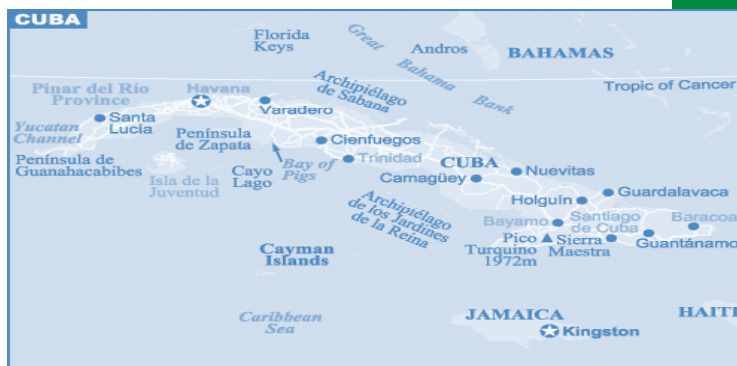 CUBA
Florida
Keys
Great
Bahama
Bank
Andros
BAHAMAS
Tropic of Cancer
Pinar del Río
Province
Havana
Archipiélago
de Sabana
Varadero
Santa
Lucía
Yucatan
Channel
Península
de Zapata
Cienfuegos
Península de
Guanahacabibes
Isla de la
Juventud
Cayo
Lago
Bay of
Pigs
Trinidad
CUBA
Camagüey
Nuevitas
Holguín
Guardalavaca
Archipiélago
de los Jardines
de la Reina
Bayamo
Santiago
de Cuba
Baracoa
Pico
Turquino
1972m
Sierra
Maestra
Guantánamo
Cayman
Islands
Caribbean
Sea
JAMAICA
Kingston
HAITI